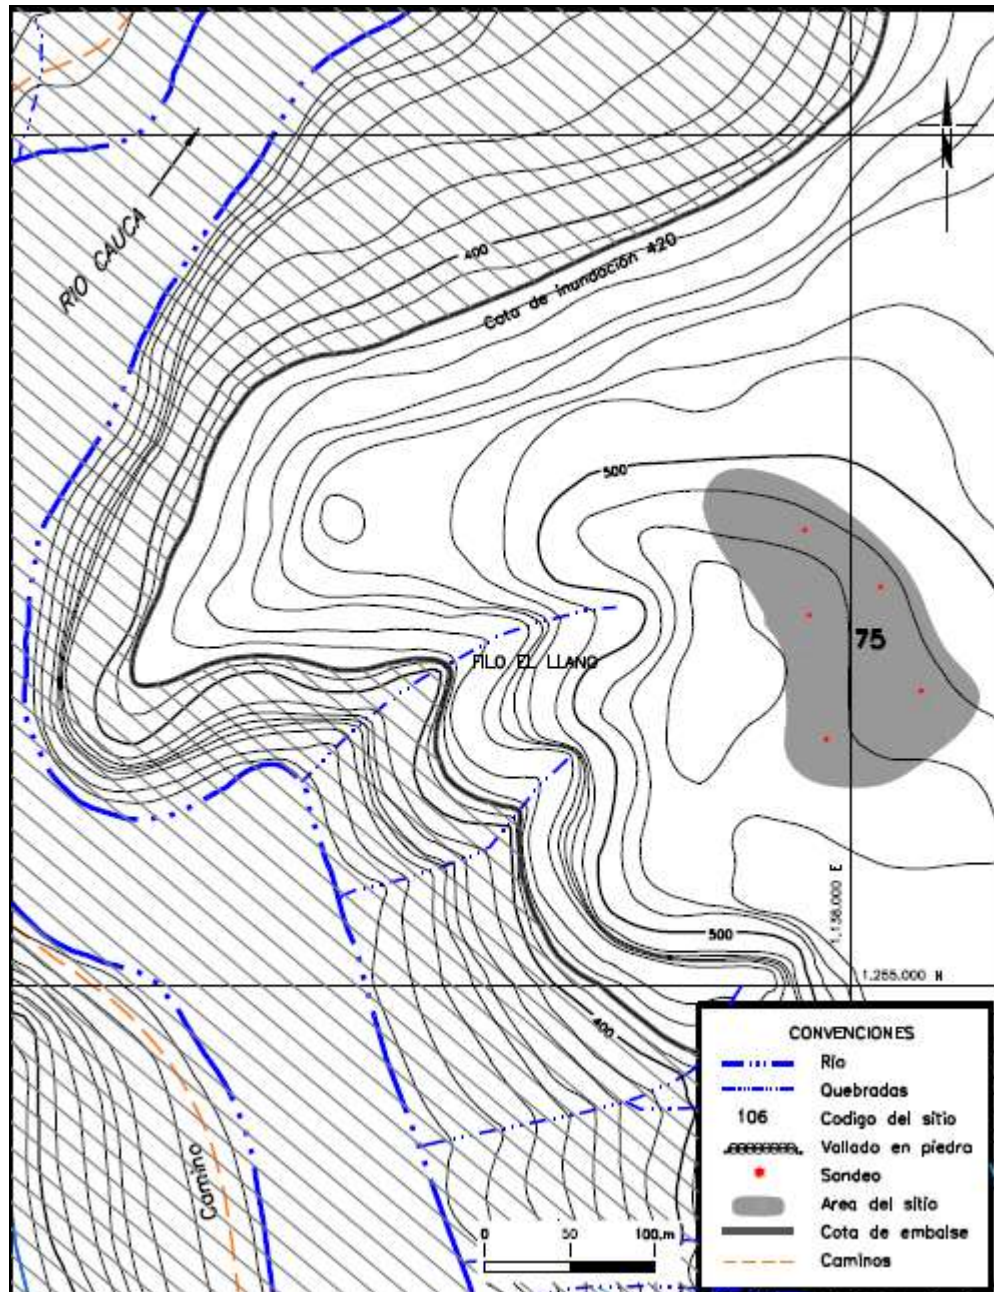 RIO CAUCA
400
Cota de inundación 420
500
FILO EL LLANO
75
1.138.000 E
500
1.255.000 N
400
Camino
0 50 100,m
CONVENCIONES
Río
Quebradas
106 Codigo del sitio
Vallado en piedra
Sondeo
Area del sitio
Cota de embalse
Caminos